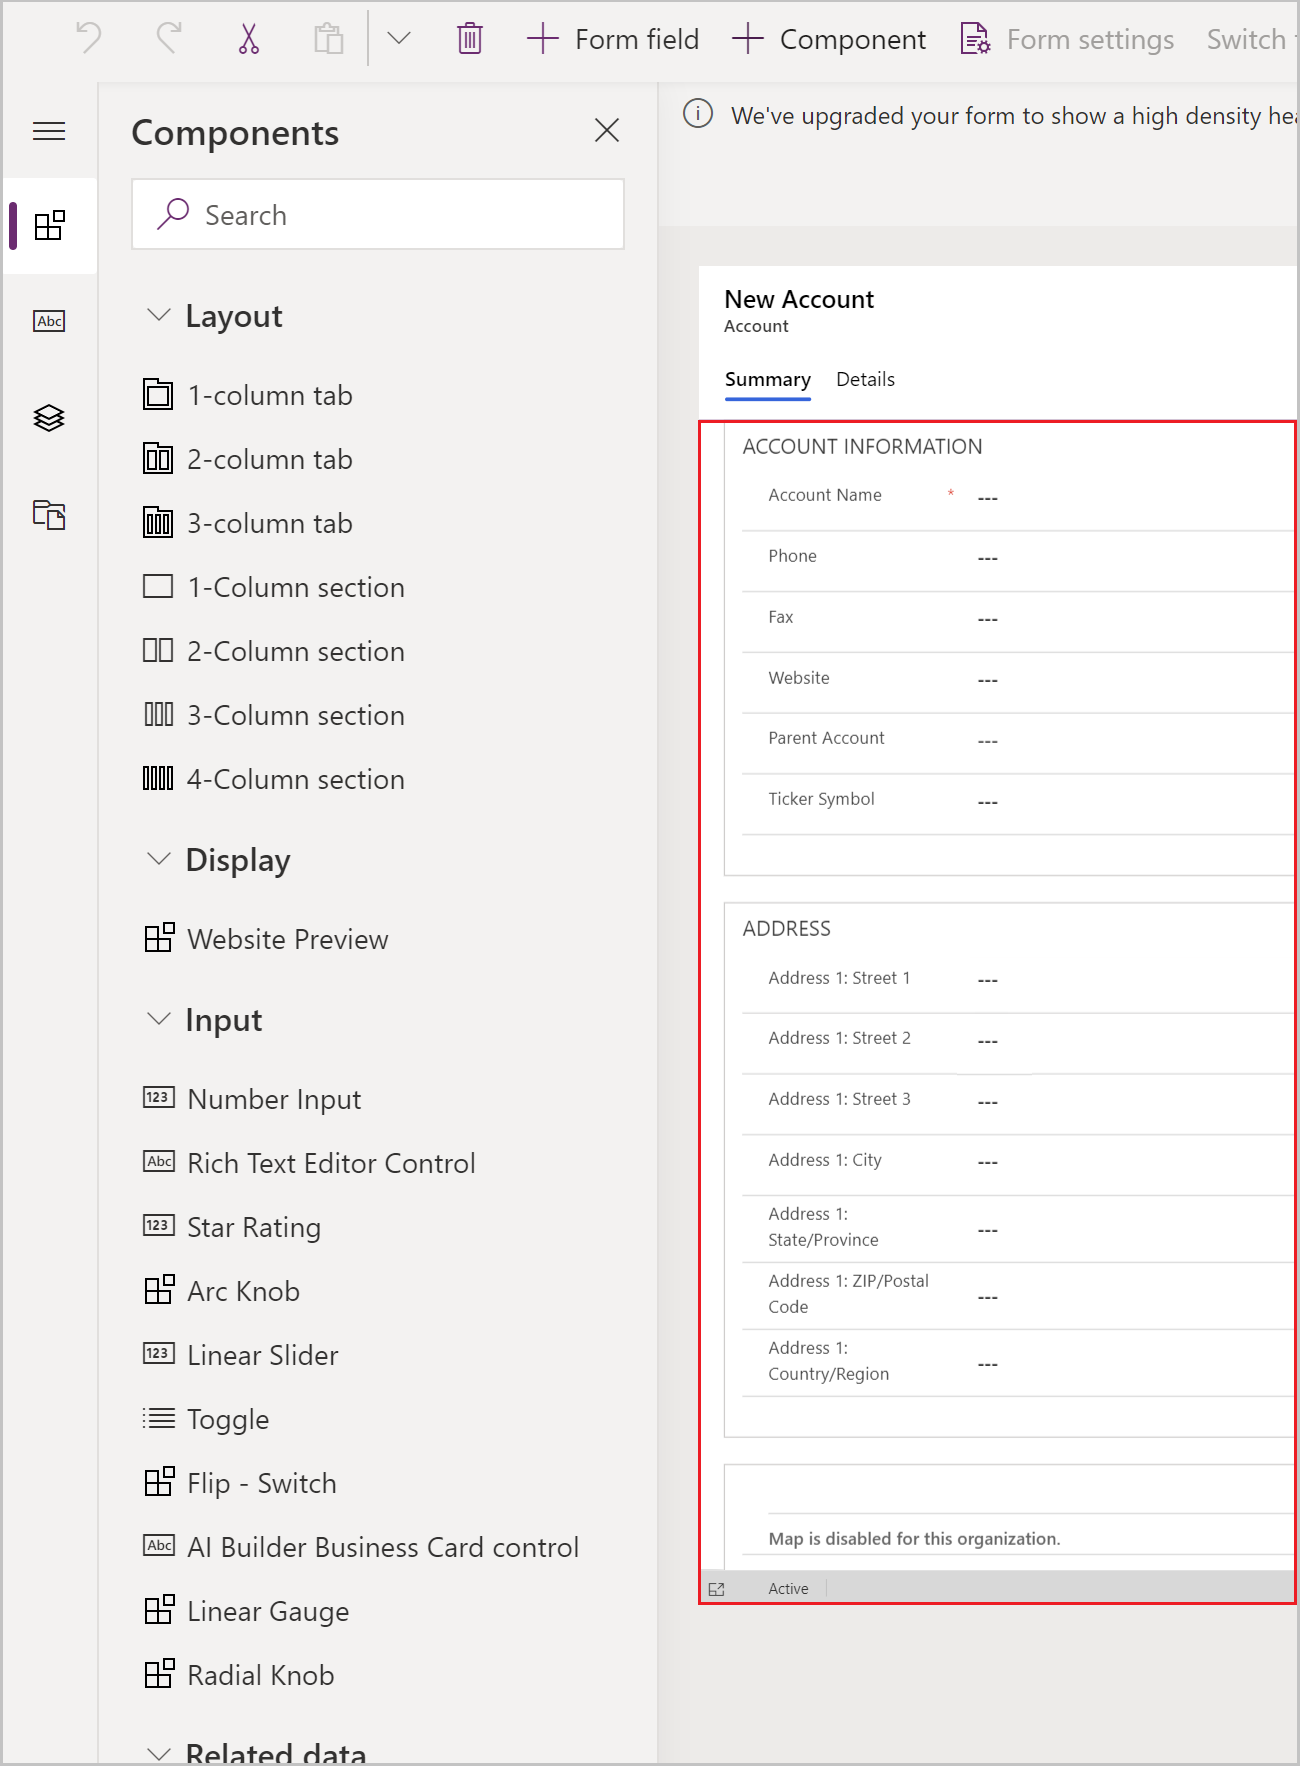 Form field
Component
Form settings
Switch
Components
Search
Layout
1-column tab
2-column tab
3-column tab
1-Column section
2-Column section
3-Column section
4-Column section
Display
Website Preview
Input
123 Number Input
Abc Rich Text Editor Control
123 Star Rating
Arc Knob
123 Linear Slider
Toggle
Flip - Switch
Abc AI Builder Business Card control
Linear Gauge
Radial Knob
Related data
Abc
We've upgraded your form to show a high density hea
New Account
Account
Summary Details
ACCOUNT INFORMATION
Account Name * ---
Phone ---
Fax ---
Website ---
Parent Account ---
Ticker Symbol ---
ADDRESS
Address 1: Street 1 ---
Address 1: Street 2 ---
Address 1: Street 3 ---
Address 1: City ---
Address 1:
State/Province ---
Address 1: ZIP/Postal
Code ---
Address 1:
Country/Region ---
Map is disabled for this organization.
Active